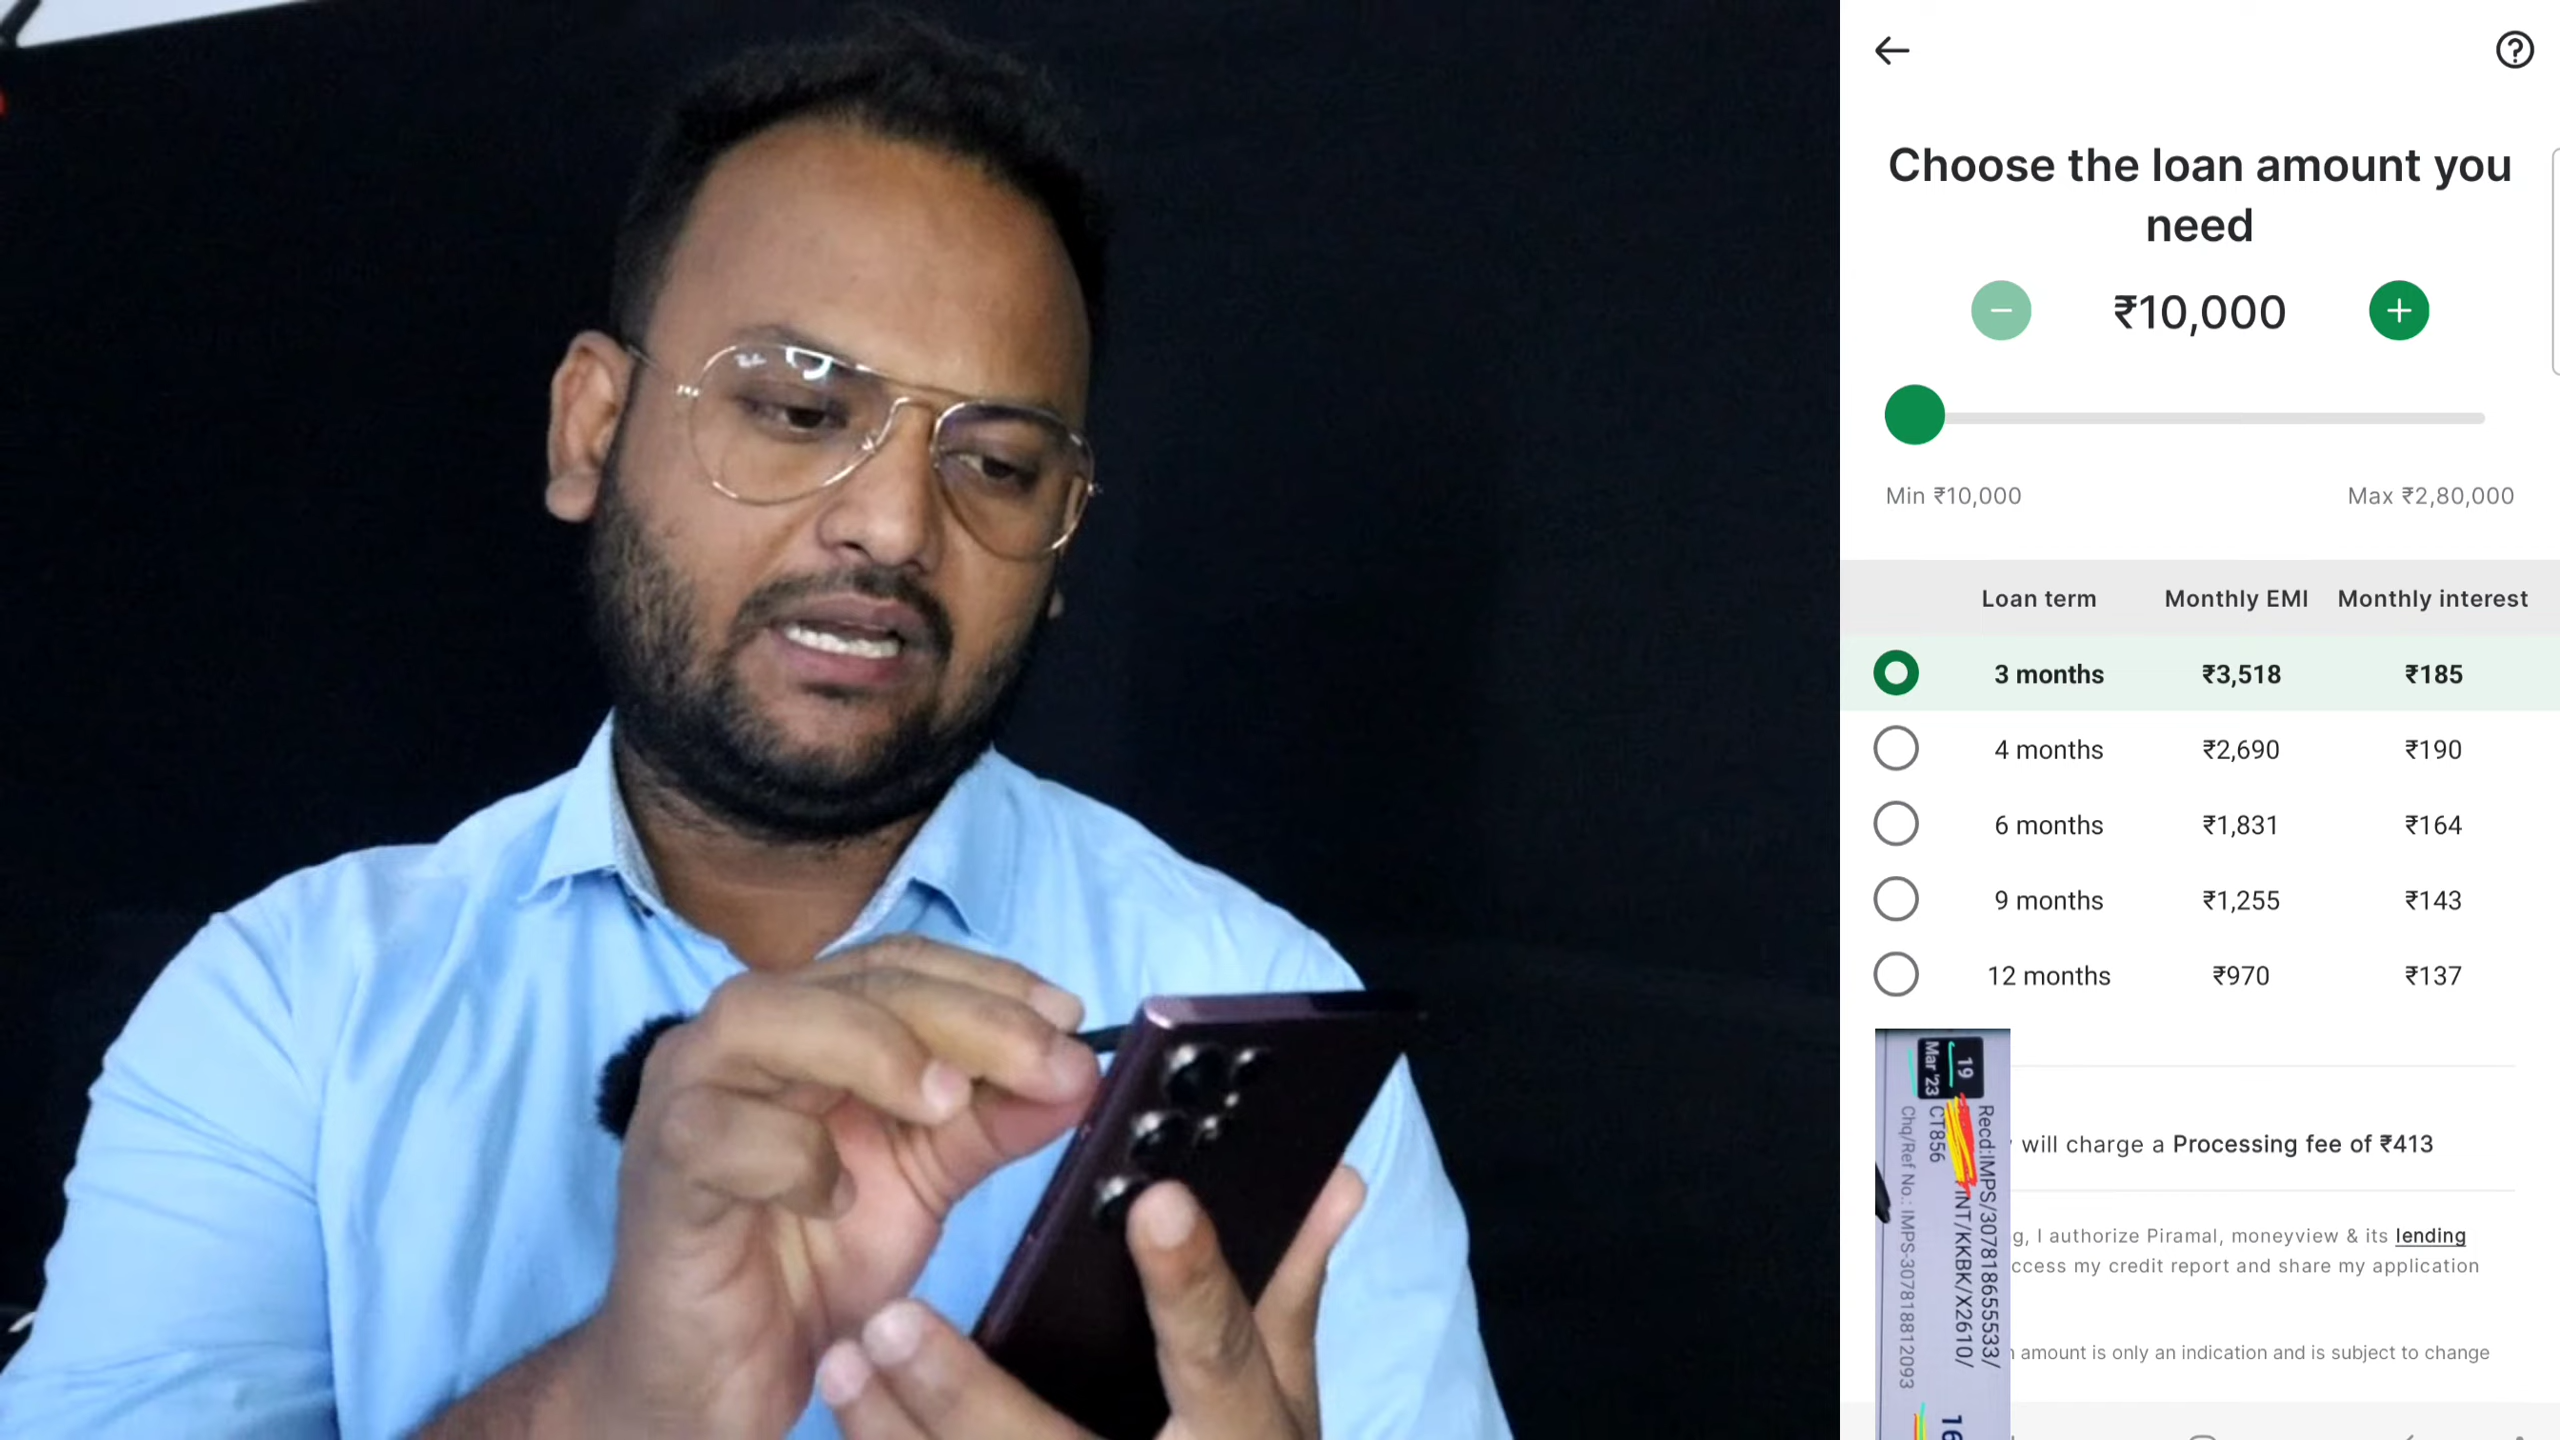 Choose the loan amount you
need
₹10,000
Min ₹10,000
Max ₹2,80,000
Loan term Monthly EMI Monthly interest
3 months ₹3,518 ₹185
4 months ₹2,690 ₹190
6 months ₹1,831 ₹164
9 months ₹1,255 ₹143
12 months ₹970 ₹137
will charge a Processing fee of ₹413
g, I authorize Piramal, moneyview & its lending
ccess my credit report and share my application
amount is only an indication and is subject to change
19
Mar '23
Recd:IMPS/307818655533/
INT/KKBK/X2610/
CT856
Chq/Ref No.: IMPS-307818812093
16
Ray-Ban